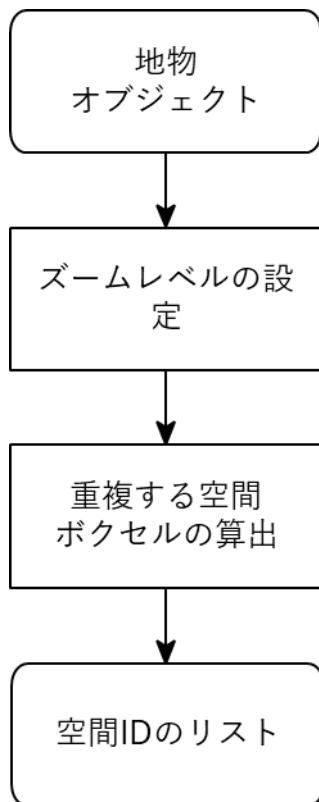 地物
オブジェクト
ズームレベルの設
定
重複する空間
ボクセルの算出
空間IDのリスト